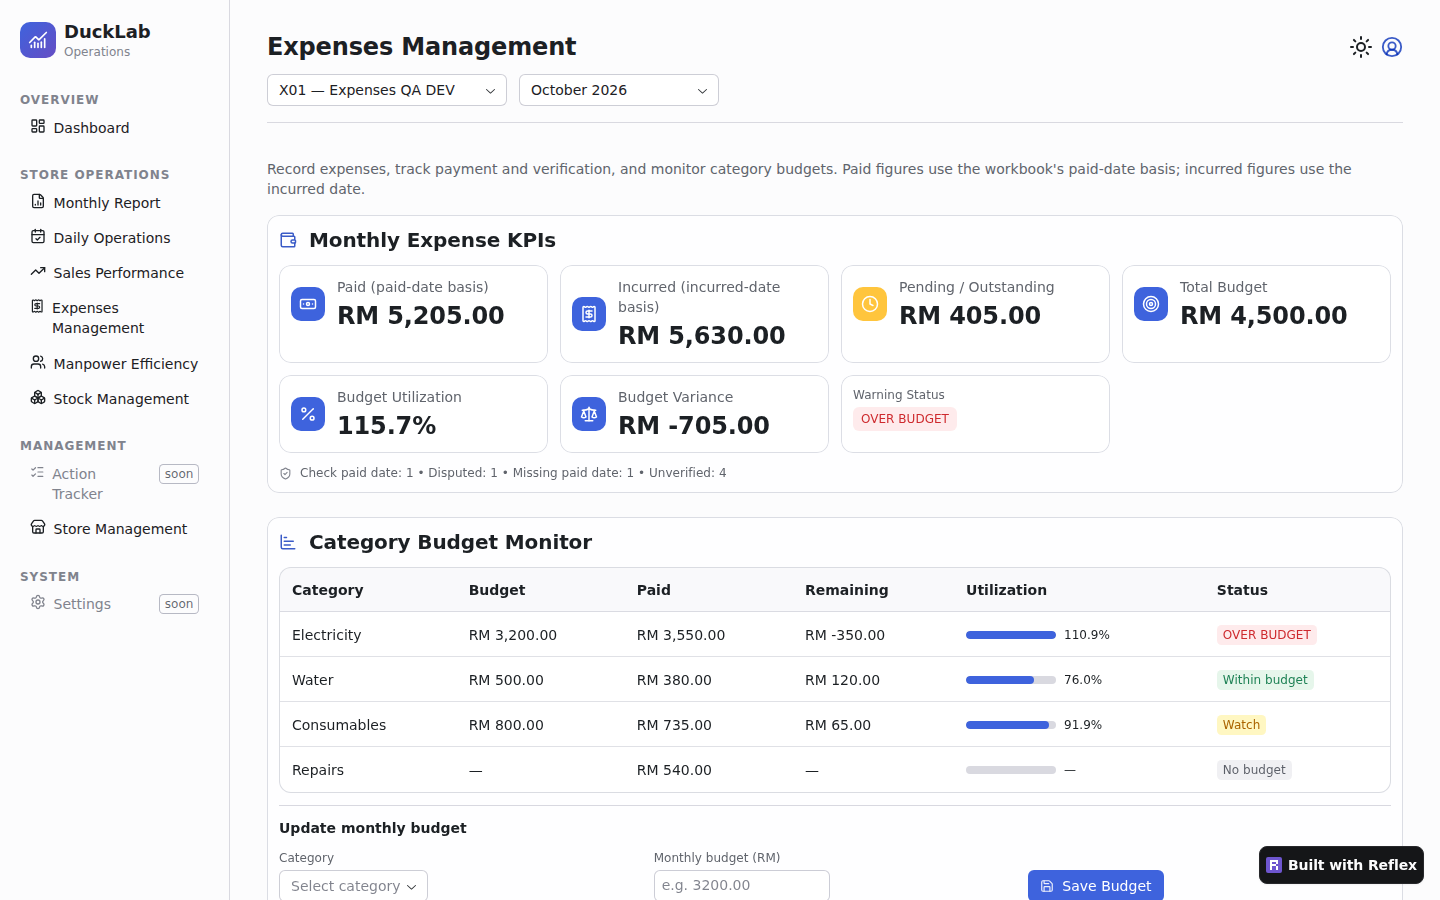 DuckLab
Operations
OVERVIEW
Dashboard
STORE OPERATIONS
Monthly Report
Daily Operations
Sales Performance
Expenses
Management
Manpower Efficiency
Stock Management
MANAGEMENT
Action
Tracker
soon
Store Management
SYSTEM
Settings
soon
Expenses Management
X01 — Expenses QA DEV
October 2026
Record expenses, track payment and verification, and monitor category budgets. Paid figures use the workbook's paid-date basis; incurred figures use the
incurred date.
Monthly Expense KPIs
Paid (paid-date basis)
RM 5,205.00
Incurred (incurred-date
basis)
RM 5,630.00
Pending / Outstanding
RM 405.00
Total Budget
RM 4,500.00
Budget Utilization
115.7%
Budget Variance
RM -705.00
Warning Status
OVER BUDGET
Check paid date: 1 • Disputed: 1 • Missing paid date: 1 • Unverified: 4
Category Budget Monitor
Category Budget Paid Remaining Utilization Status
Electricity RM 3,200.00 RM 3,550.00 RM -350.00 110.9% OVER BUDGET
Water RM 500.00 RM 380.00 RM 120.00 76.0% Within budget
Consumables RM 800.00 RM 735.00 RM 65.00 91.9% Watch
Repairs — RM 540.00 — — No budget
Update monthly budget
Category
Select category
Monthly budget (RM)
e.g. 3200.00
Save Budget
Built with Reflex